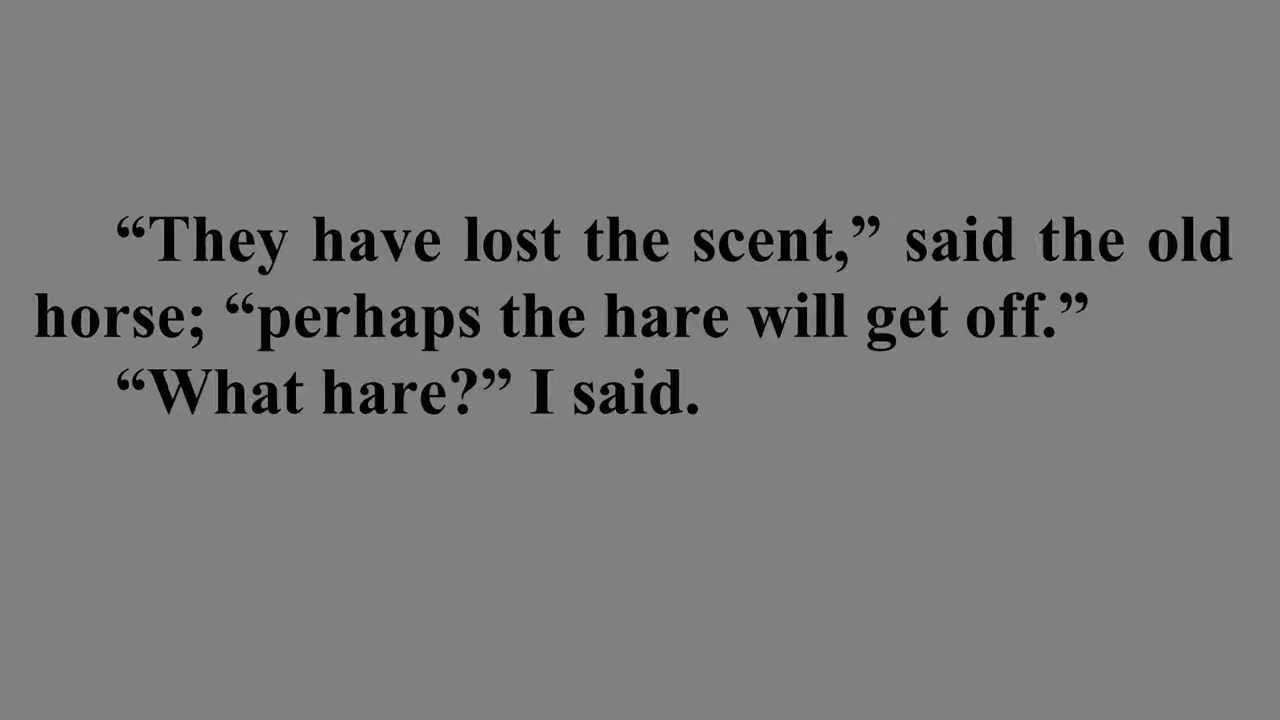 “They have lost the scent,” said the old
horse; “perhaps the hare will get off.”
“What hare?” I said.